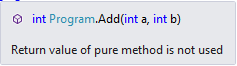 int Program.Add(int a, int b)
Return value of pure method is not used